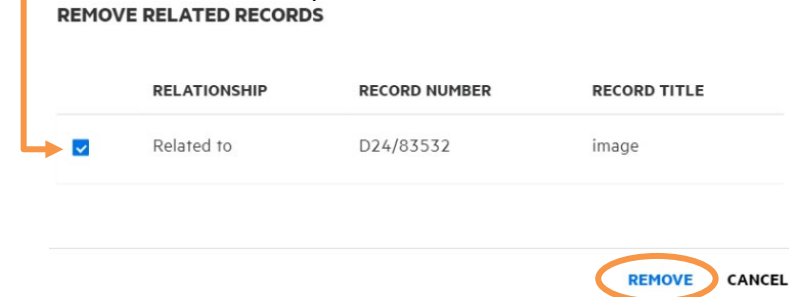 REMOVE RELATED RECORDS
RELATIONSHIP RECORD NUMBER RECORD TITLE
Related to D24/83532 image
REMOVE CANCEL